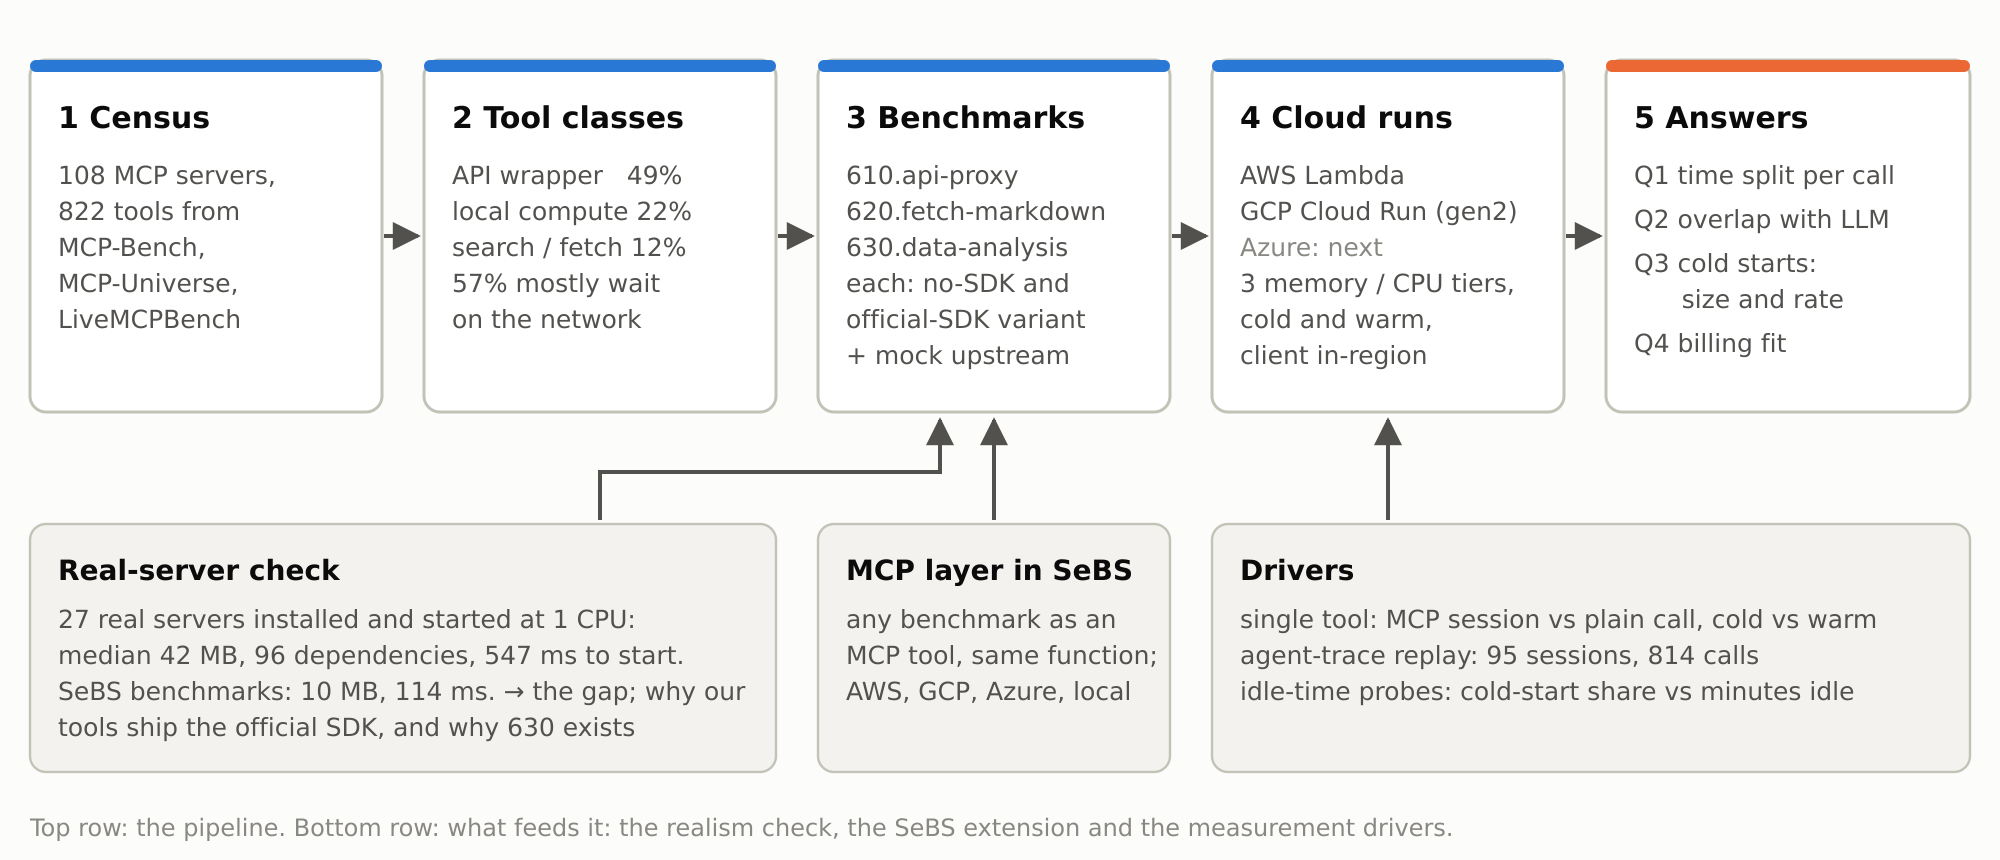 1 Census
108 MCP servers,
822 tools from
MCP-Bench,
MCP-Universe,
LiveMCPBench
2 Tool classes
API wrapper 49%
local compute 22%
search / fetch 12%
57% mostly wait
on the network
3 Benchmarks
610.api-proxy
620.fetch-markdown
630.data-analysis
each: no-SDK and
official-SDK variant
+ mock upstream
4 Cloud runs
AWS Lambda
GCP Cloud Run (gen2)
Azure: next
3 memory / CPU tiers,
cold and warm,
client in-region
5 Answers
Q1 time split per call
Q2 overlap with LLM
Q3 cold starts:
size and rate
Q4 billing fit
Real-server check
27 real servers installed and started at 1 CPU:
median 42 MB, 96 dependencies, 547 ms to start.
SeBS benchmarks: 10 MB, 114 ms. → the gap; why our
tools ship the official SDK, and why 630 exists
MCP layer in SeBS
any benchmark as an
MCP tool, same function;
AWS, GCP, Azure, local
Drivers
single tool: MCP session vs plain call, cold vs warm
agent-trace replay: 95 sessions, 814 calls
idle-time probes: cold-start share vs minutes idle
Top row: the pipeline. Bottom row: what feeds it: the realism check, the SeBS extension and the measurement drivers.